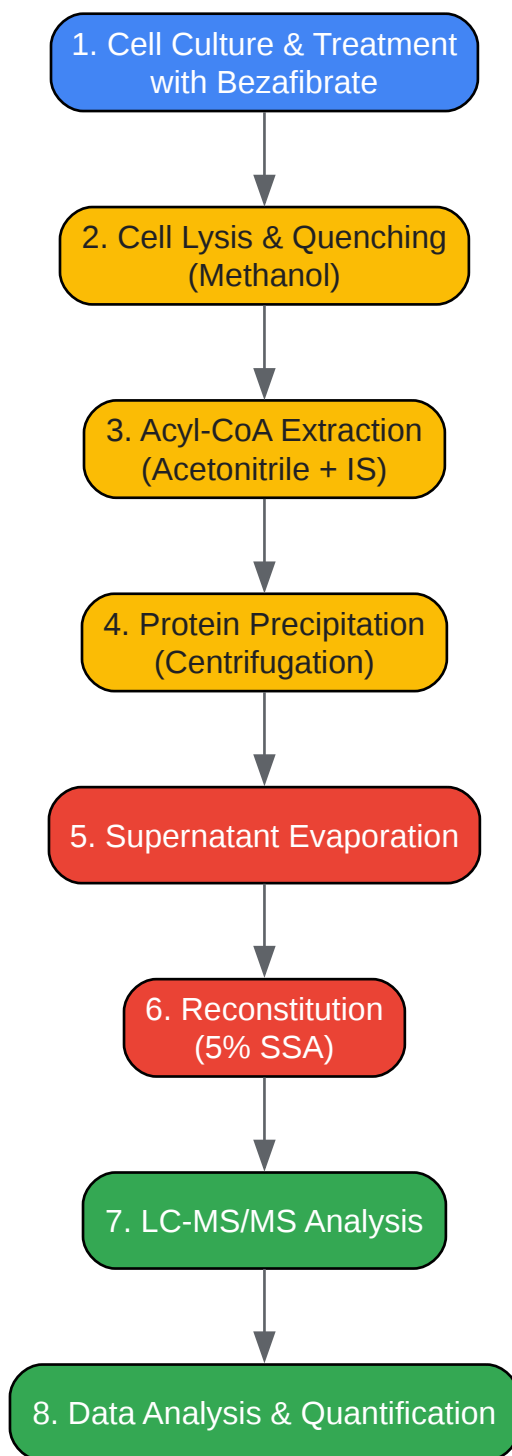 1. Cell Culture & Treatment
with Bezafibrate
2. Cell Lysis & Quenching
(Methanol)
3. Acyl-CoA Extraction
(Acetonitrile + IS)
4. Protein Precipitation
(Centrifugation)
5. Supernatant Evaporation
6. Reconstitution
(5% SSA)
7. LC-MS/MS Analysis
8. Data Analysis & Quantification